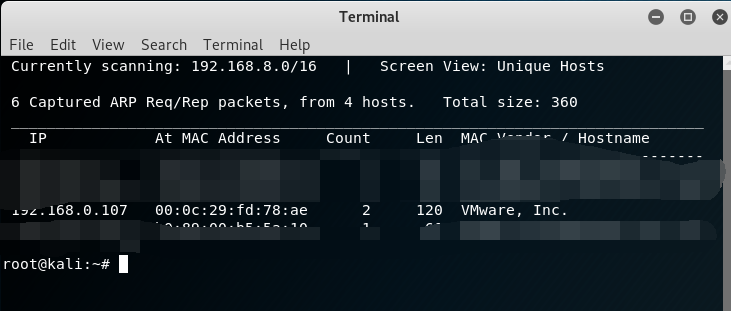 Terminal
File Edit View Search Terminal Help
Currently scanning: 192.168.8.0/16 | Screen View: Unique Hosts
6 Captured ARP Req/Rep packets, from 4 hosts. Total size: 360
IP At MAC Address Count Len MAC Vendor / Hostname
192.168.0.107 00:0c:29:fd:78:ae 2 120 VMware, Inc.
root@kali:~#